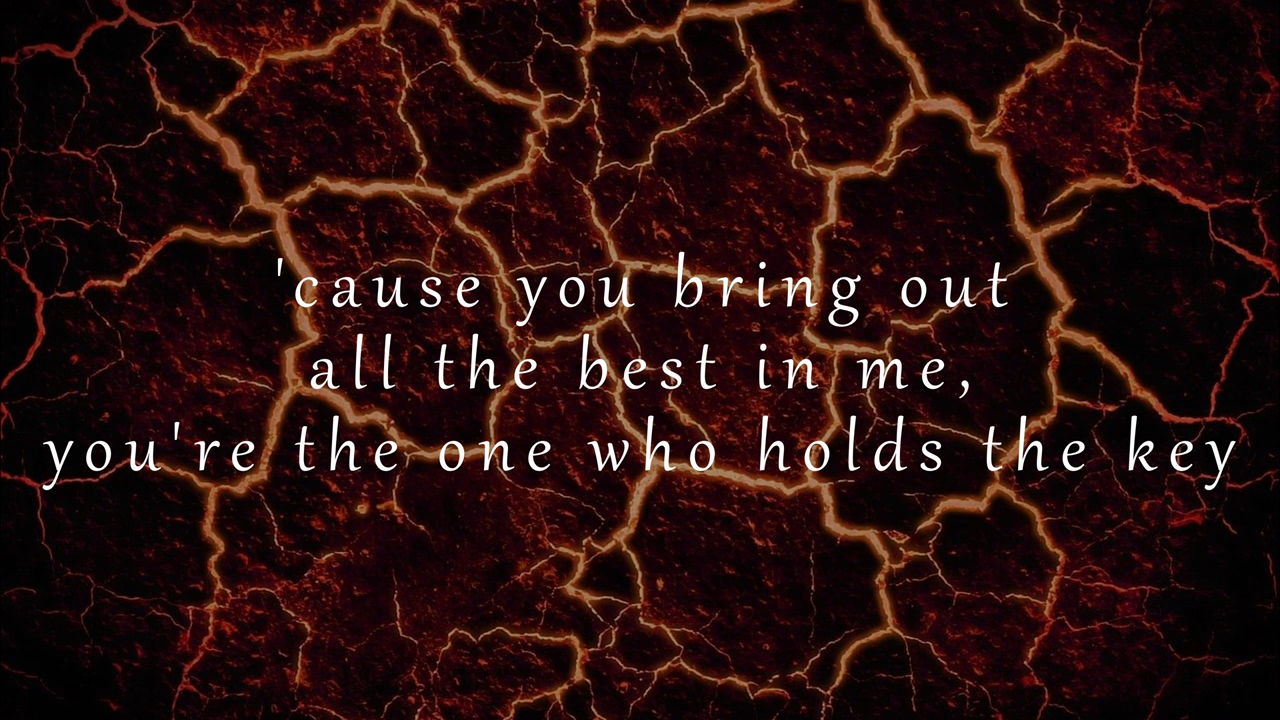 'cause you bring out
all the best in me,
you're the one who holds the key